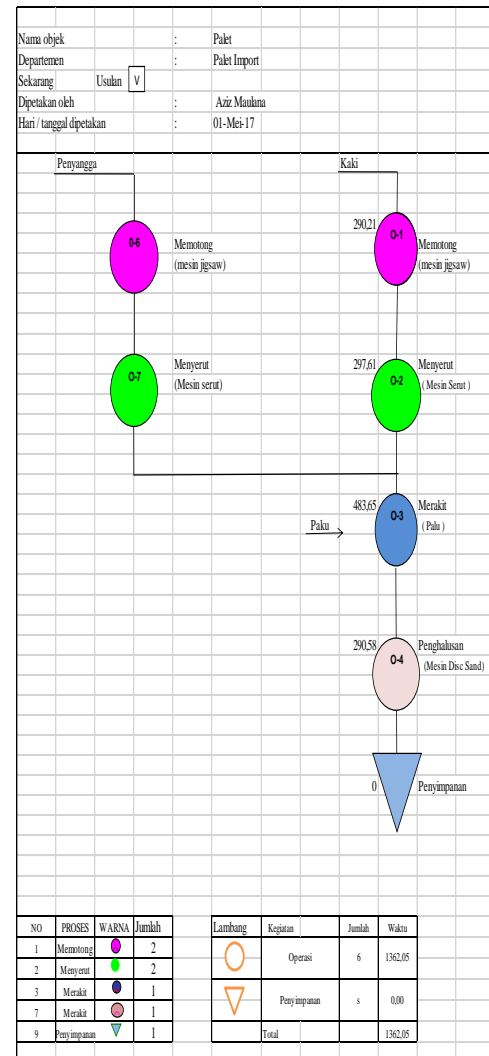 Nama objek : Palet
Departemen : Palet Import
Sekarang Usulan V
Dipetakan oleh : Aziz Maulana
Hari / tanggal dipetakan : 01-Mei-17
Penyangga Kaki
290,21
0-6 Memotong
(mesin jigsaw)
O-1 Memotong
(mesin jigsaw)
O-7 Menyerut
(Mesin serut)
297,61
O-2 Menyerut
( Mesin Serut )
483,65
O-3 Merakit
( Palu )
Paku
290,58
O-4 Penghalusan
(Mesin Disc Sand)
0 Penyimpanan
NO PROSES WARNA Jumlah
1 Memotong 2
2 Menyerut 2
3 Merakit 1
7 Merakit 1
9 Penyimpanan 1
Lambang Kegiatan Jumlah Waktu
Operasi 6 1362,05
Penyimpanan s 0,00
Total 1362,05